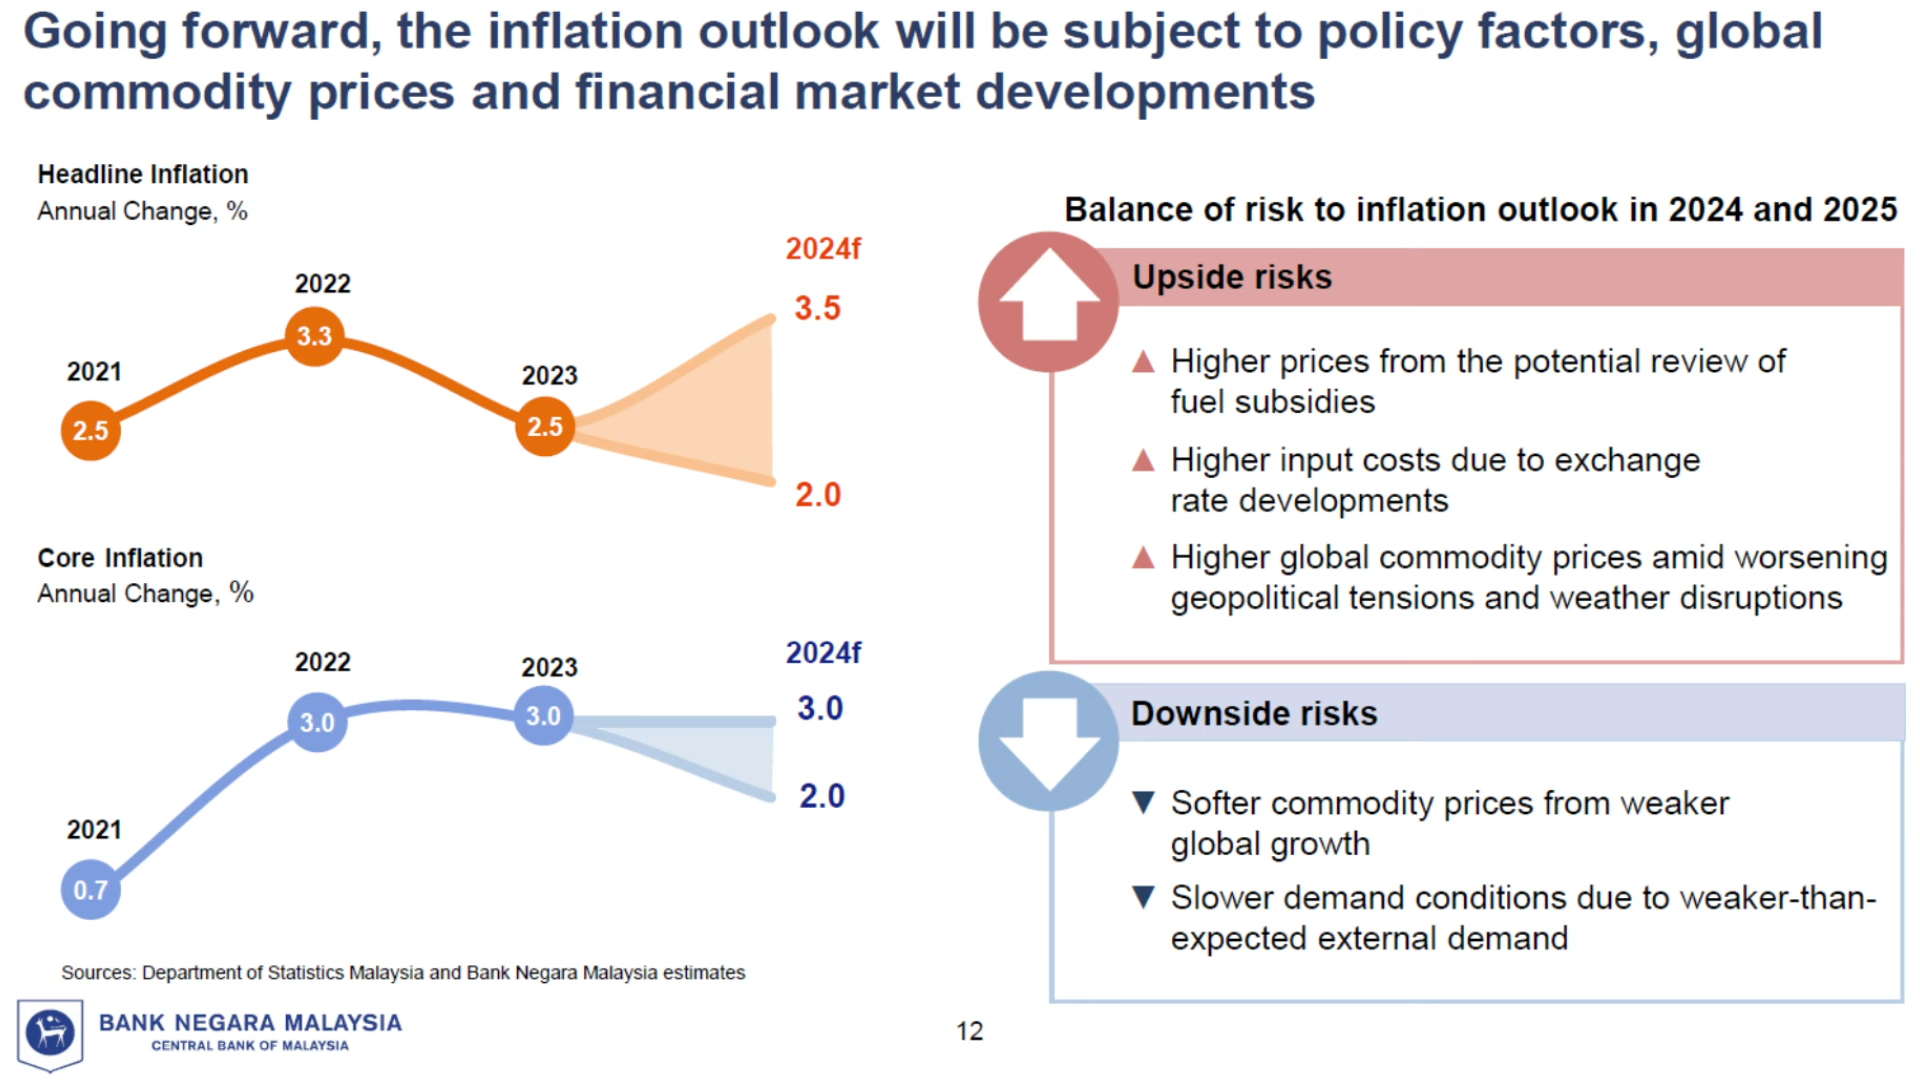 Going forward, the inflation outlook will be subject to policy factors, global
commodity prices and financial market developments
Headline Inflation
Annual Change, %
2021
2.5
2022
3.3
2023
2.5
2024f
3.5
2.0
Core Inflation
Annual Change, %
2021
0.7
2022
3.0
2023
3.0
2024f
3.0
2.0
Sources: Department of Statistics Malaysia and Bank Negara Malaysia estimates
Balance of risk to inflation outlook in 2024 and 2025
Upside risks
▲ Higher prices from the potential review of
fuel subsidies
▲ Higher input costs due to exchange
rate developments
▲ Higher global commodity prices amid worsening
geopolitical tensions and weather disruptions
Downside risks
▼ Softer commodity prices from weaker
global growth
▼ Slower demand conditions due to weaker-than-
expected external demand
BANK NEGARA MALAYSIA
CENTRAL BANK OF MALAYSIA
12